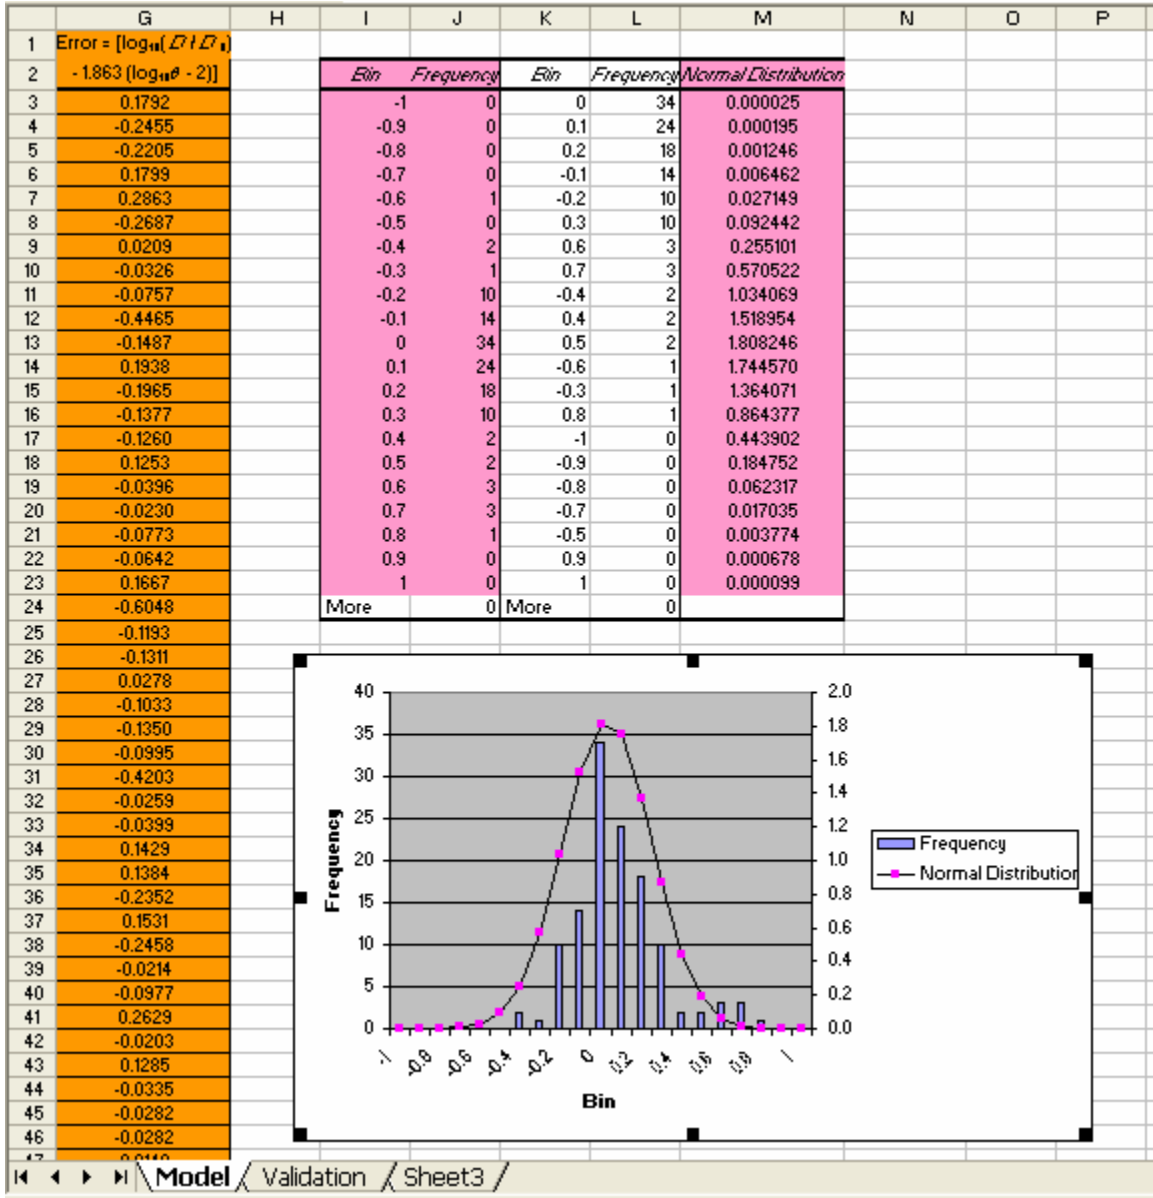 G H I J K L M N O P
1 Error = [log₁₀(
2 - 1.863 (log₁₀θ - 2)] Bin Frequency Bin Frequency Normal Distribution
3 0.1792 -1 0 0 34 0.000025
4 -0.2455 -0.9 0 0.1 24 0.000195
5 -0.2205 -0.8 0 0.2 18 0.001246
6 0.1799 -0.7 0 -0.1 14 0.006462
7 0.2863 -0.6 1 -0.2 10 0.027149
8 -0.2687 -0.5 0 0.3 10 0.092442
9 0.0209 -0.4 2 0.6 3 0.255101
10 -0.0326 -0.3 1 0.7 3 0.570522
11 -0.0757 -0.2 10 -0.4 2 1.034069
12 -0.4465 -0.1 14 0.4 2 1.518954
13 -0.1487 0 34 0.5 2 1.808246
14 0.1938 0.1 24 -0.6 1 1.744570
15 -0.1965 0.2 18 -0.3 1 1.364071
16 -0.1377 0.3 10 0.8 1 0.864377
17 -0.1260 0.4 2 -1 0 0.443902
18 0.1253 0.5 2 -0.9 0 0.184752
19 -0.0396 0.6 3 -0.8 0 0.062317
20 -0.0230 0.7 3 -0.7 0 0.017035
21 -0.0773 0.8 1 -0.5 0 0.003774
22 -0.0642 0.9 0 0.9 0 0.000678
23 0.1667 1 0 1 0 0.000099
24 -0.6048 More 0 More 0
25 -0.1193
26 -0.1311
27 0.0278
28 -0.1033
29 -0.1350
30 -0.0995
31 -0.4203
32 -0.0259
33 -0.0399
34 0.1429
35 0.1384
36 -0.2352
37 0.1531
38 -0.2458
39 -0.0214
40 -0.0977
41 0.2629
42 -0.0203
43 0.1285
44 -0.0335
45 -0.0282
46 -0.0282
40 2.0
35 1.8
30 1.6
25 1.4
20 1.2
15 1.0
10 0.8
5 0.6
0 0.4
0.2
0.0
Frequency
-1 -0.8 -0.6 -0.4 -0.2 0 0.2 0.4 0.6 0.8 1
Bin
Frequency
Normal Distribution
Model Validation Sheet3